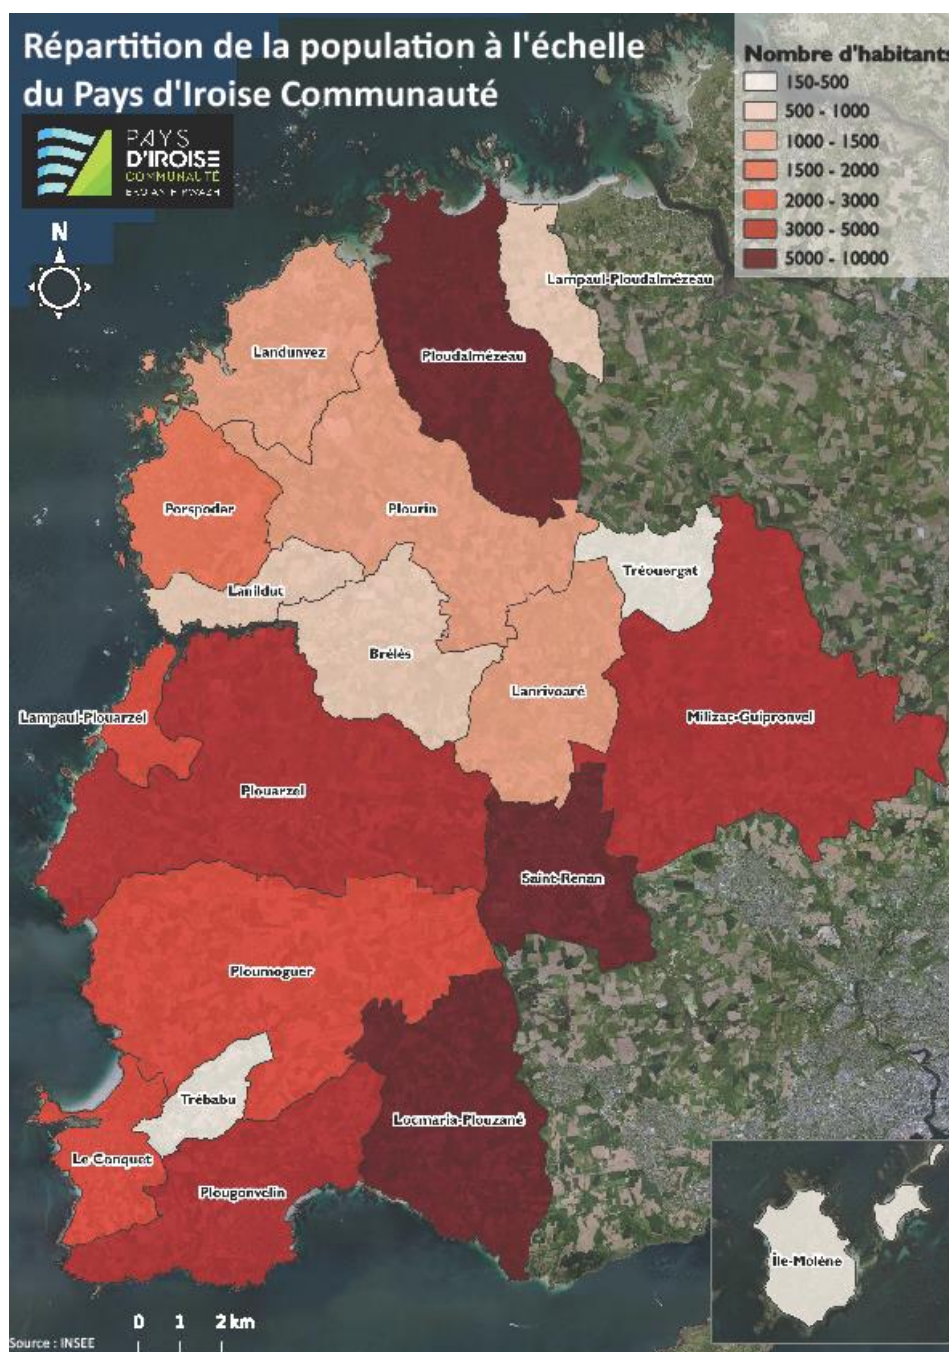 Répartition de la population à l'échelle
du Pays d'Iroise Communauté
PAYS
D'IROISE
COMMUNAUTÉ
N
Nombre d'habitants
150-500
500 - 1000
1000 - 1500
1500 - 2000
2000 - 3000
3000 - 5000
5000 - 10000
Lampaul-Ploudalmézeau
Landunvez
Ploudalmézeau
Porspoder
Plourin
Tréouergat
Lanildut
Brélès
Lanrivoaré
Lampaul-Plouarzel
Milizac-Guipronvel
Plouarzel
Saint-Renan
Ploumoguer
Trébabu
Locmaria-Plouzané
Le Conquet
Plougonvelin
Île-Molène
0 1 2 km
Source : INSEE